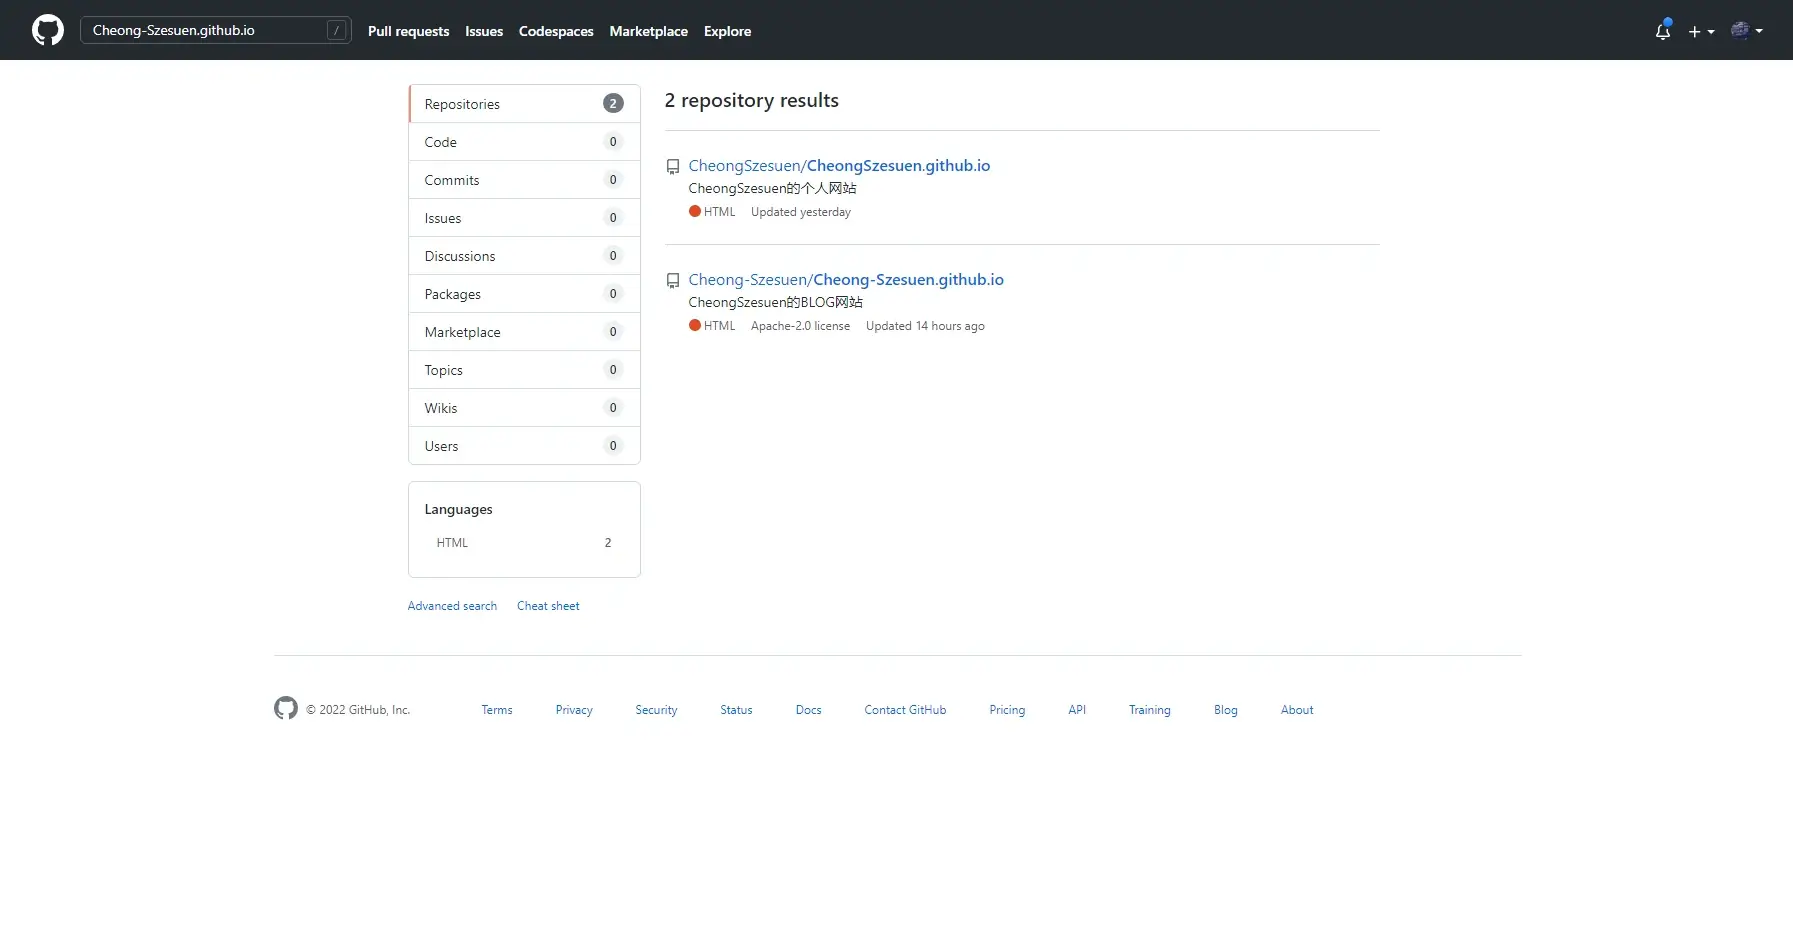 Cheong-Szesuen.github.io / Pull requests Issues Codespaces Marketplace Explore
Repositories 2
Code 0
Commits 0
Issues 0
Discussions 0
Packages 0
Marketplace 0
Topics 0
Wikis 0
Users 0
Languages
HTML 2
Advanced search Cheat sheet
2 repository results
CheongSzesuen/CheongSzesuen.github.io
CheongSzesuen的个人网站
HTML Updated yesterday
Cheong-Szesuen/Cheong-Szesuen.github.io
CheongSzesuen的BLOG网站
HTML Apache-2.0 license Updated 14 hours ago
© 2022 GitHub, Inc. Terms Privacy Security Status Docs Contact GitHub Pricing API Training Blog About